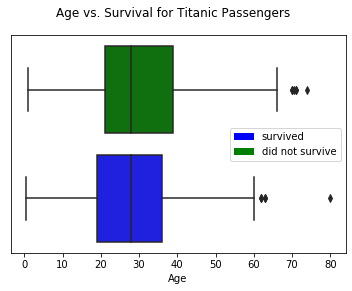 Age vs. Survival for Titanic Passengers
survived
did not survive
0 10 20 30 40 50 60 70 80
Age